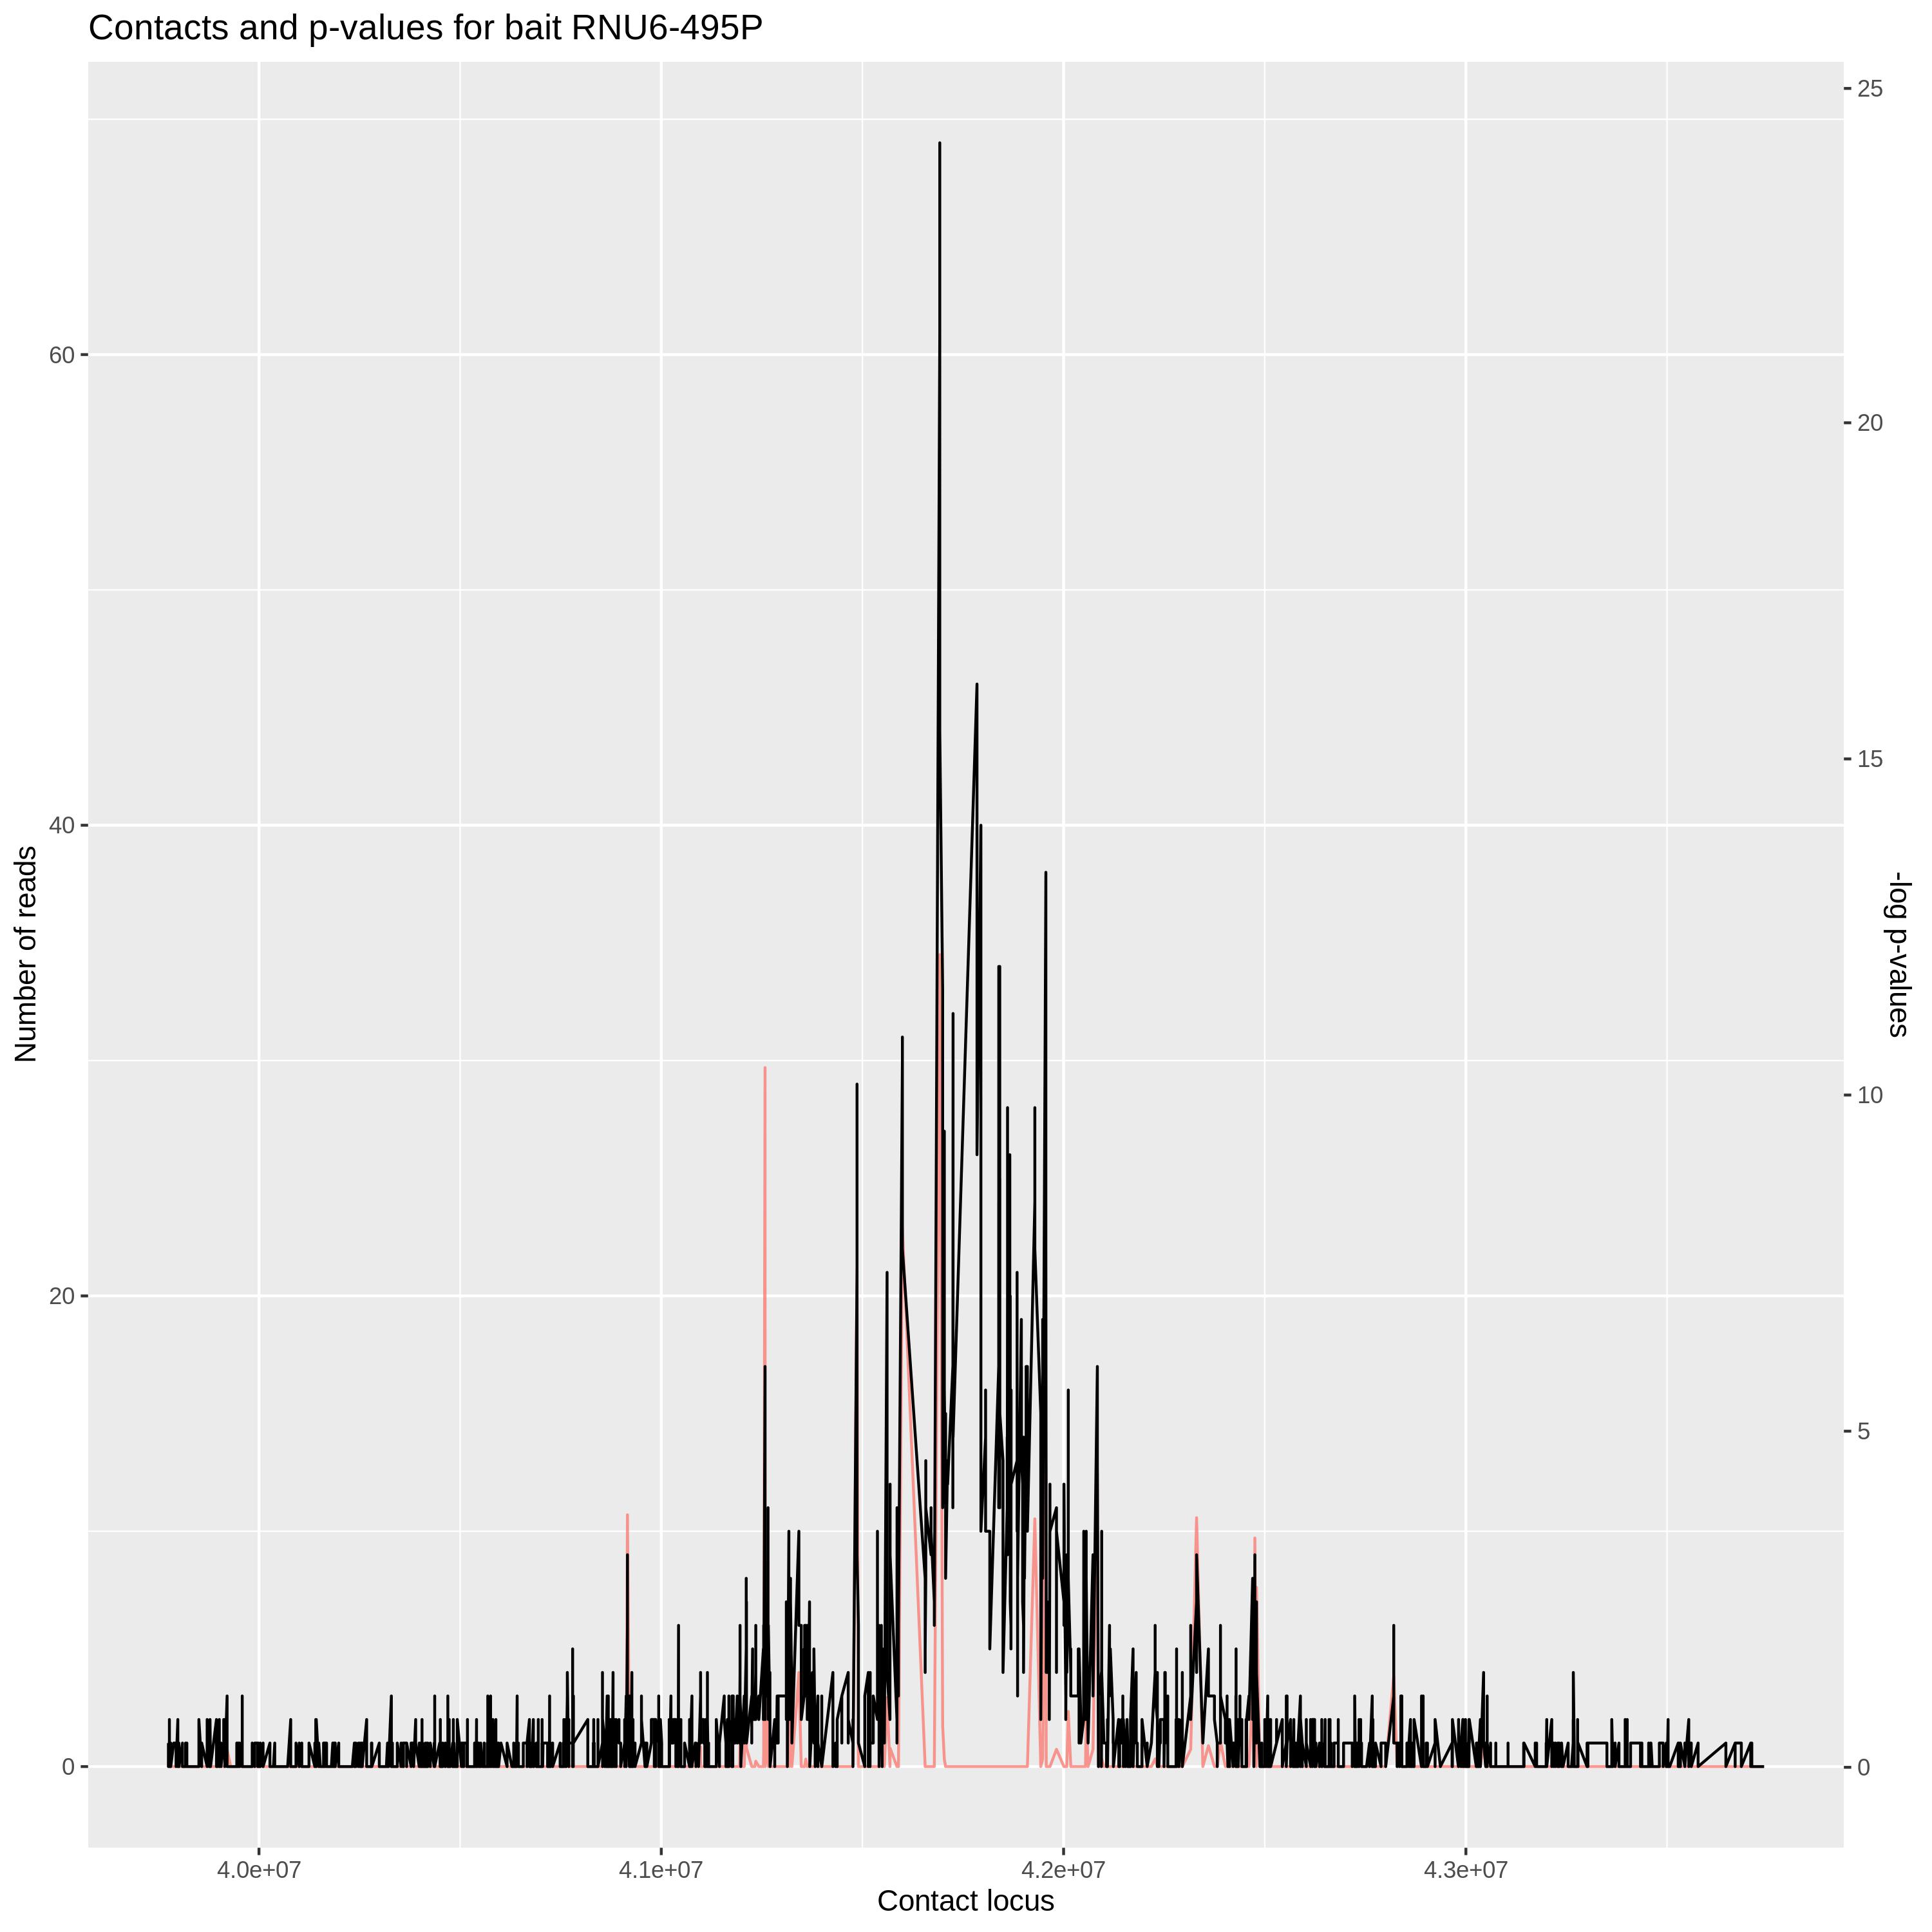 Contacts and p-values for bait RNU6-495P
Number of reads
60
40
20
0
25
20
15
10
5
0
-log p-values
4.0e+07
4.1e+07
4.2e+07
4.3e+07
Contact locus